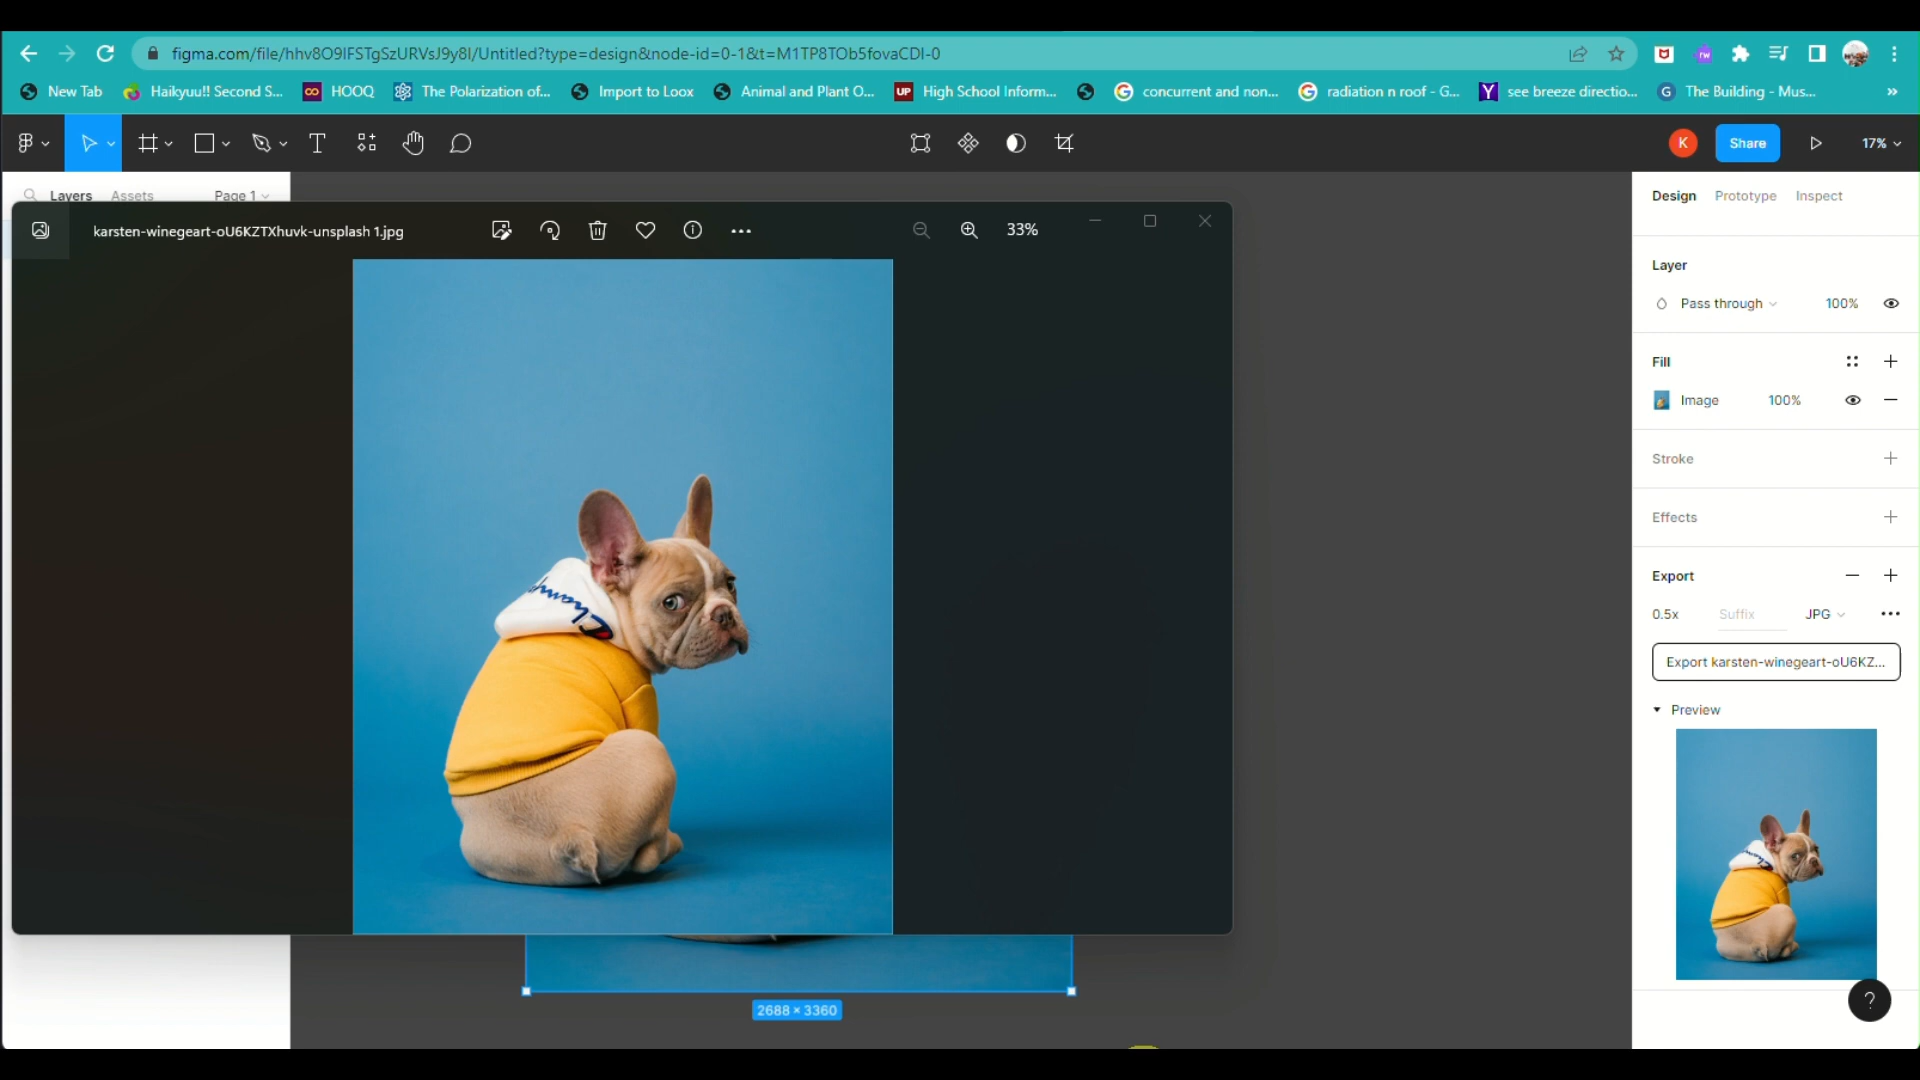 figma.com/file/hhv8O9IFSTgSzURVsJ9y8l/Untitled?type=design&node-id=0-1&t=M1TP8TOb5fovaCDI-0
New Tab Haikyuu!! Second S... HOOQ The Polarization of... Import to Loox Animal and Plant O... UP High School Inform... concurrent and non... radiation n roof - G... see breeze directio... The Building - Mus...
K Share 17%
Layers Assets Page 1
Design Prototype Inspect
karsten-winegeart-oU6KZTXhuvk-unsplash 1.jpg 33%
Layer
Pass through 100%
Fill
Image 100%
Stroke
Effects
Export
0.5x Suffix JPG
Export karsten-winegeart-oU6KZ...
Preview
Champ
2688 × 3360
?